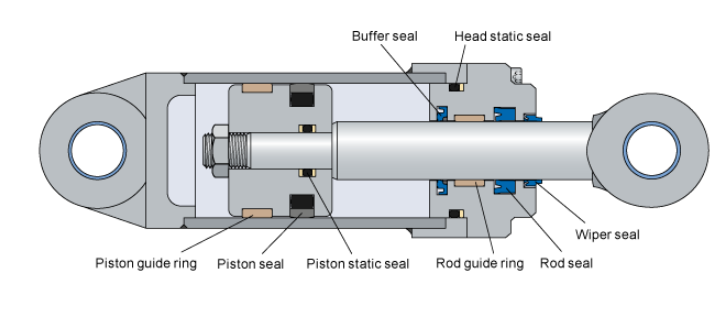 Buffer seal
Head static seal
Wiper seal
Piston guide ring
Piston seal
Piston static seal
Rod guide ring
Rod seal